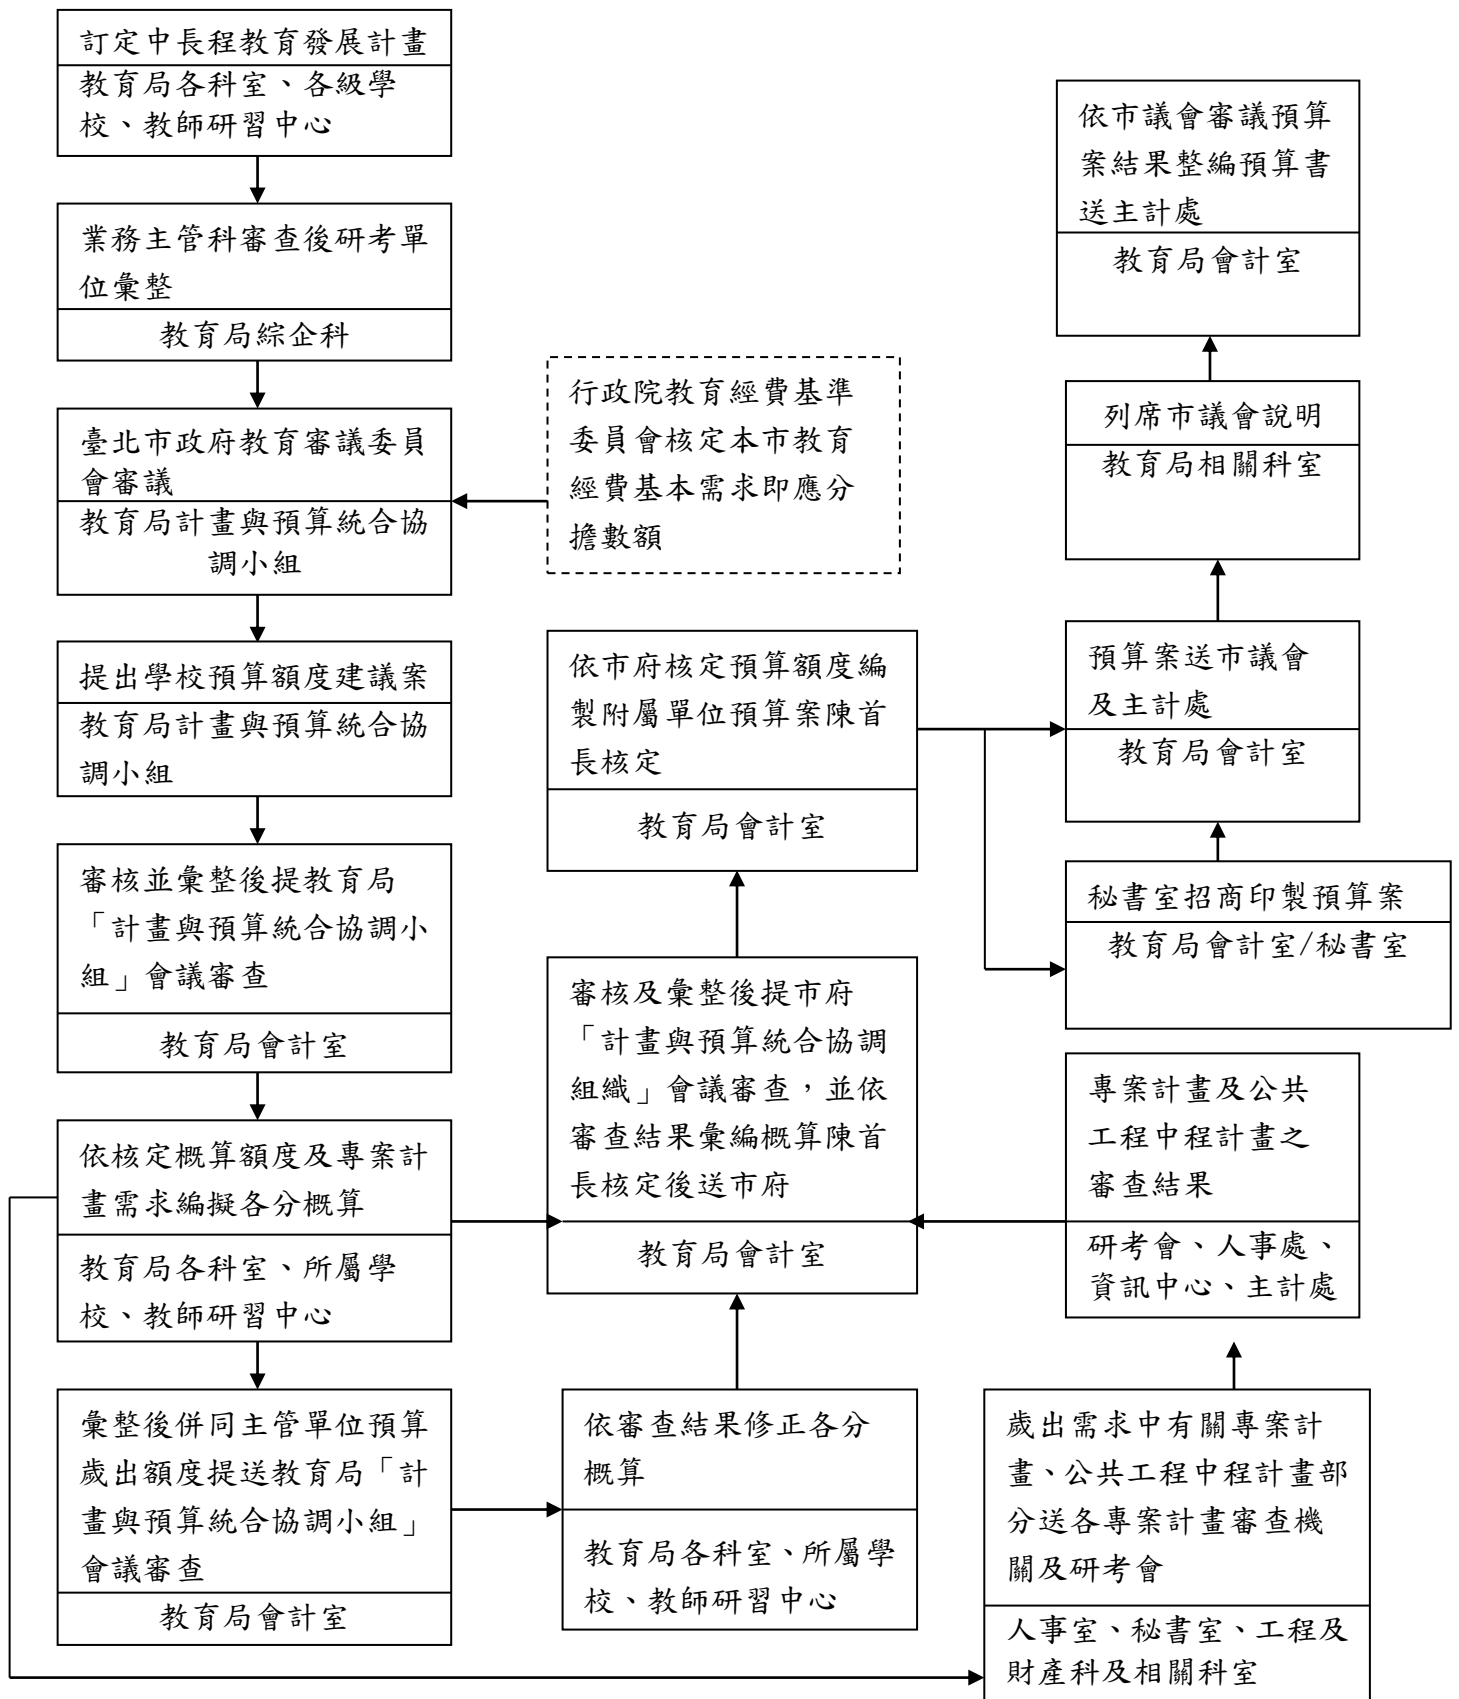 訂定中長程教育發展計畫
教育局各科室、各級學
校、教師研習中心
業務主管科審查後研考單
位彙整
教育局綜企科
臺北市政府教育審議委員
會審議
教育局計畫與預算統合協
調小組
行政院教育經費基準
委員會核定本市教育
經費基本需求即應分
擔數額
提出學校預算額度建議案
教育局計畫與預算統合協
調小組
審核並彙整後提教育局
「計畫與預算統合協調小
組」會議審查
教育局會計室
依核定概算額度及專案計
畫需求編擬各分概算
教育局各科室、所屬學
校、教師研習中心
彙整後併同主管單位預算
歲出額度提送教育局「計
畫與預算統合協調小組」
會議審查
教育局會計室
依審查結果修正各分
概算
教育局各科室、所屬學
校、教師研習中心
歲出需求中有關專案計
畫、公共工程中程計畫部
分送各專案計畫審查機
關及研考會
人事室、秘書室、工程及
財產科及相關科室
專案計畫及公共
工程中程計畫之
審查結果
研考會、人事處、
資訊中心、主計處
審核及彙整後提市府
「計畫與預算統合協調
組織」會議審查，並依
審查結果彙編概算陳首
長核定後送市府
教育局會計室
依市府核定預算額度編
製附屬單位預算案陳首
長核定
教育局會計室
秘書室招商印製預算案
教育局會計室/秘書室
預算案送市議會
及主計處
教育局會計室
列席市議會說明
教育局相關科室
依市議會審議預算
案結果整編預算書
送主計處
教育局會計室